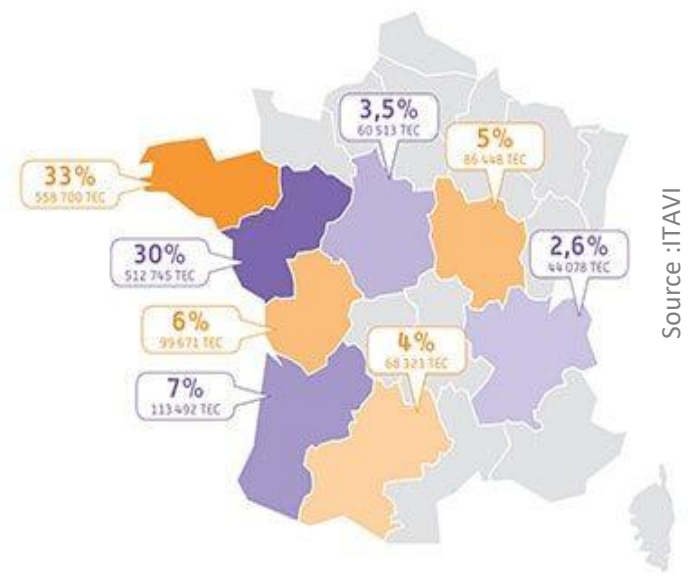 3,5%
60 513 TEC
5%
86 448 TEC
33%
558 700 TEC
2,6%
44 078 TEC
30%
512 745 TEC
6%
99 671 TEC
4%
68 323 TEC
7%
113 492 TEC
Source :ITAVI